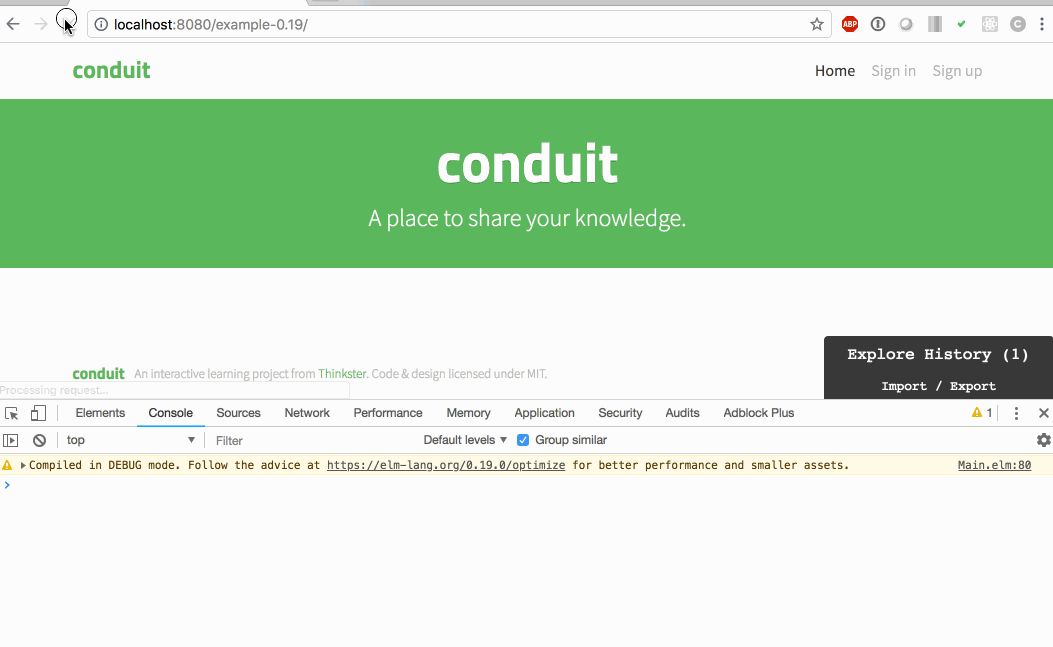 localhost:8080/example-0.19/
ABP
C
conduit
Home Sign in Sign up
conduit
A place to share your knowledge.
Explore History (1)
Import / Export
conduit An interactive learning project from Thinkster. Code & design licensed under MIT.
Processing request...
Elements Console Sources Network Performance Memory Application Security Audits Adblock Plus 1
top Filter Default levels Group similar
Compiled in DEBUG mode. Follow the advice at https://elm-lang.org/0.19.0/optimize for better performance and smaller assets. Main.elm:80